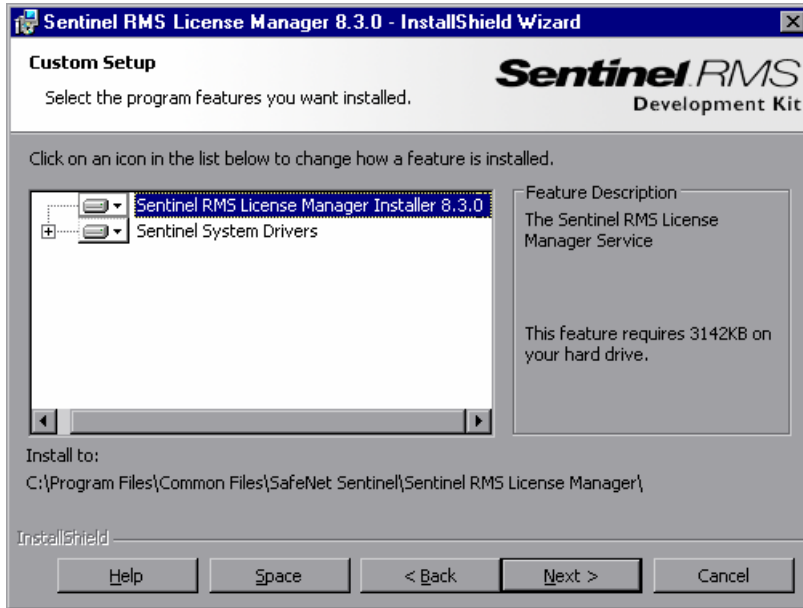 Sentinel RMS License Manager 8.3.0 - InstallShield Wizard
Custom Setup
Select the program features you want installed.
Sentinel RMS
Development Kit
Click on an icon in the list below to change how a feature is installed.
Sentinel RMS License Manager Installer 8.3.0
Sentinel System Drivers
Feature Description
The Sentinel RMS License
Manager Service
This feature requires 3142KB on
your hard drive.
Install to:
C:\Program Files\Common Files\SafeNet Sentinel\Sentinel RMS License Manager\
InstallShield
Help
Space
< Back
Next >
Cancel